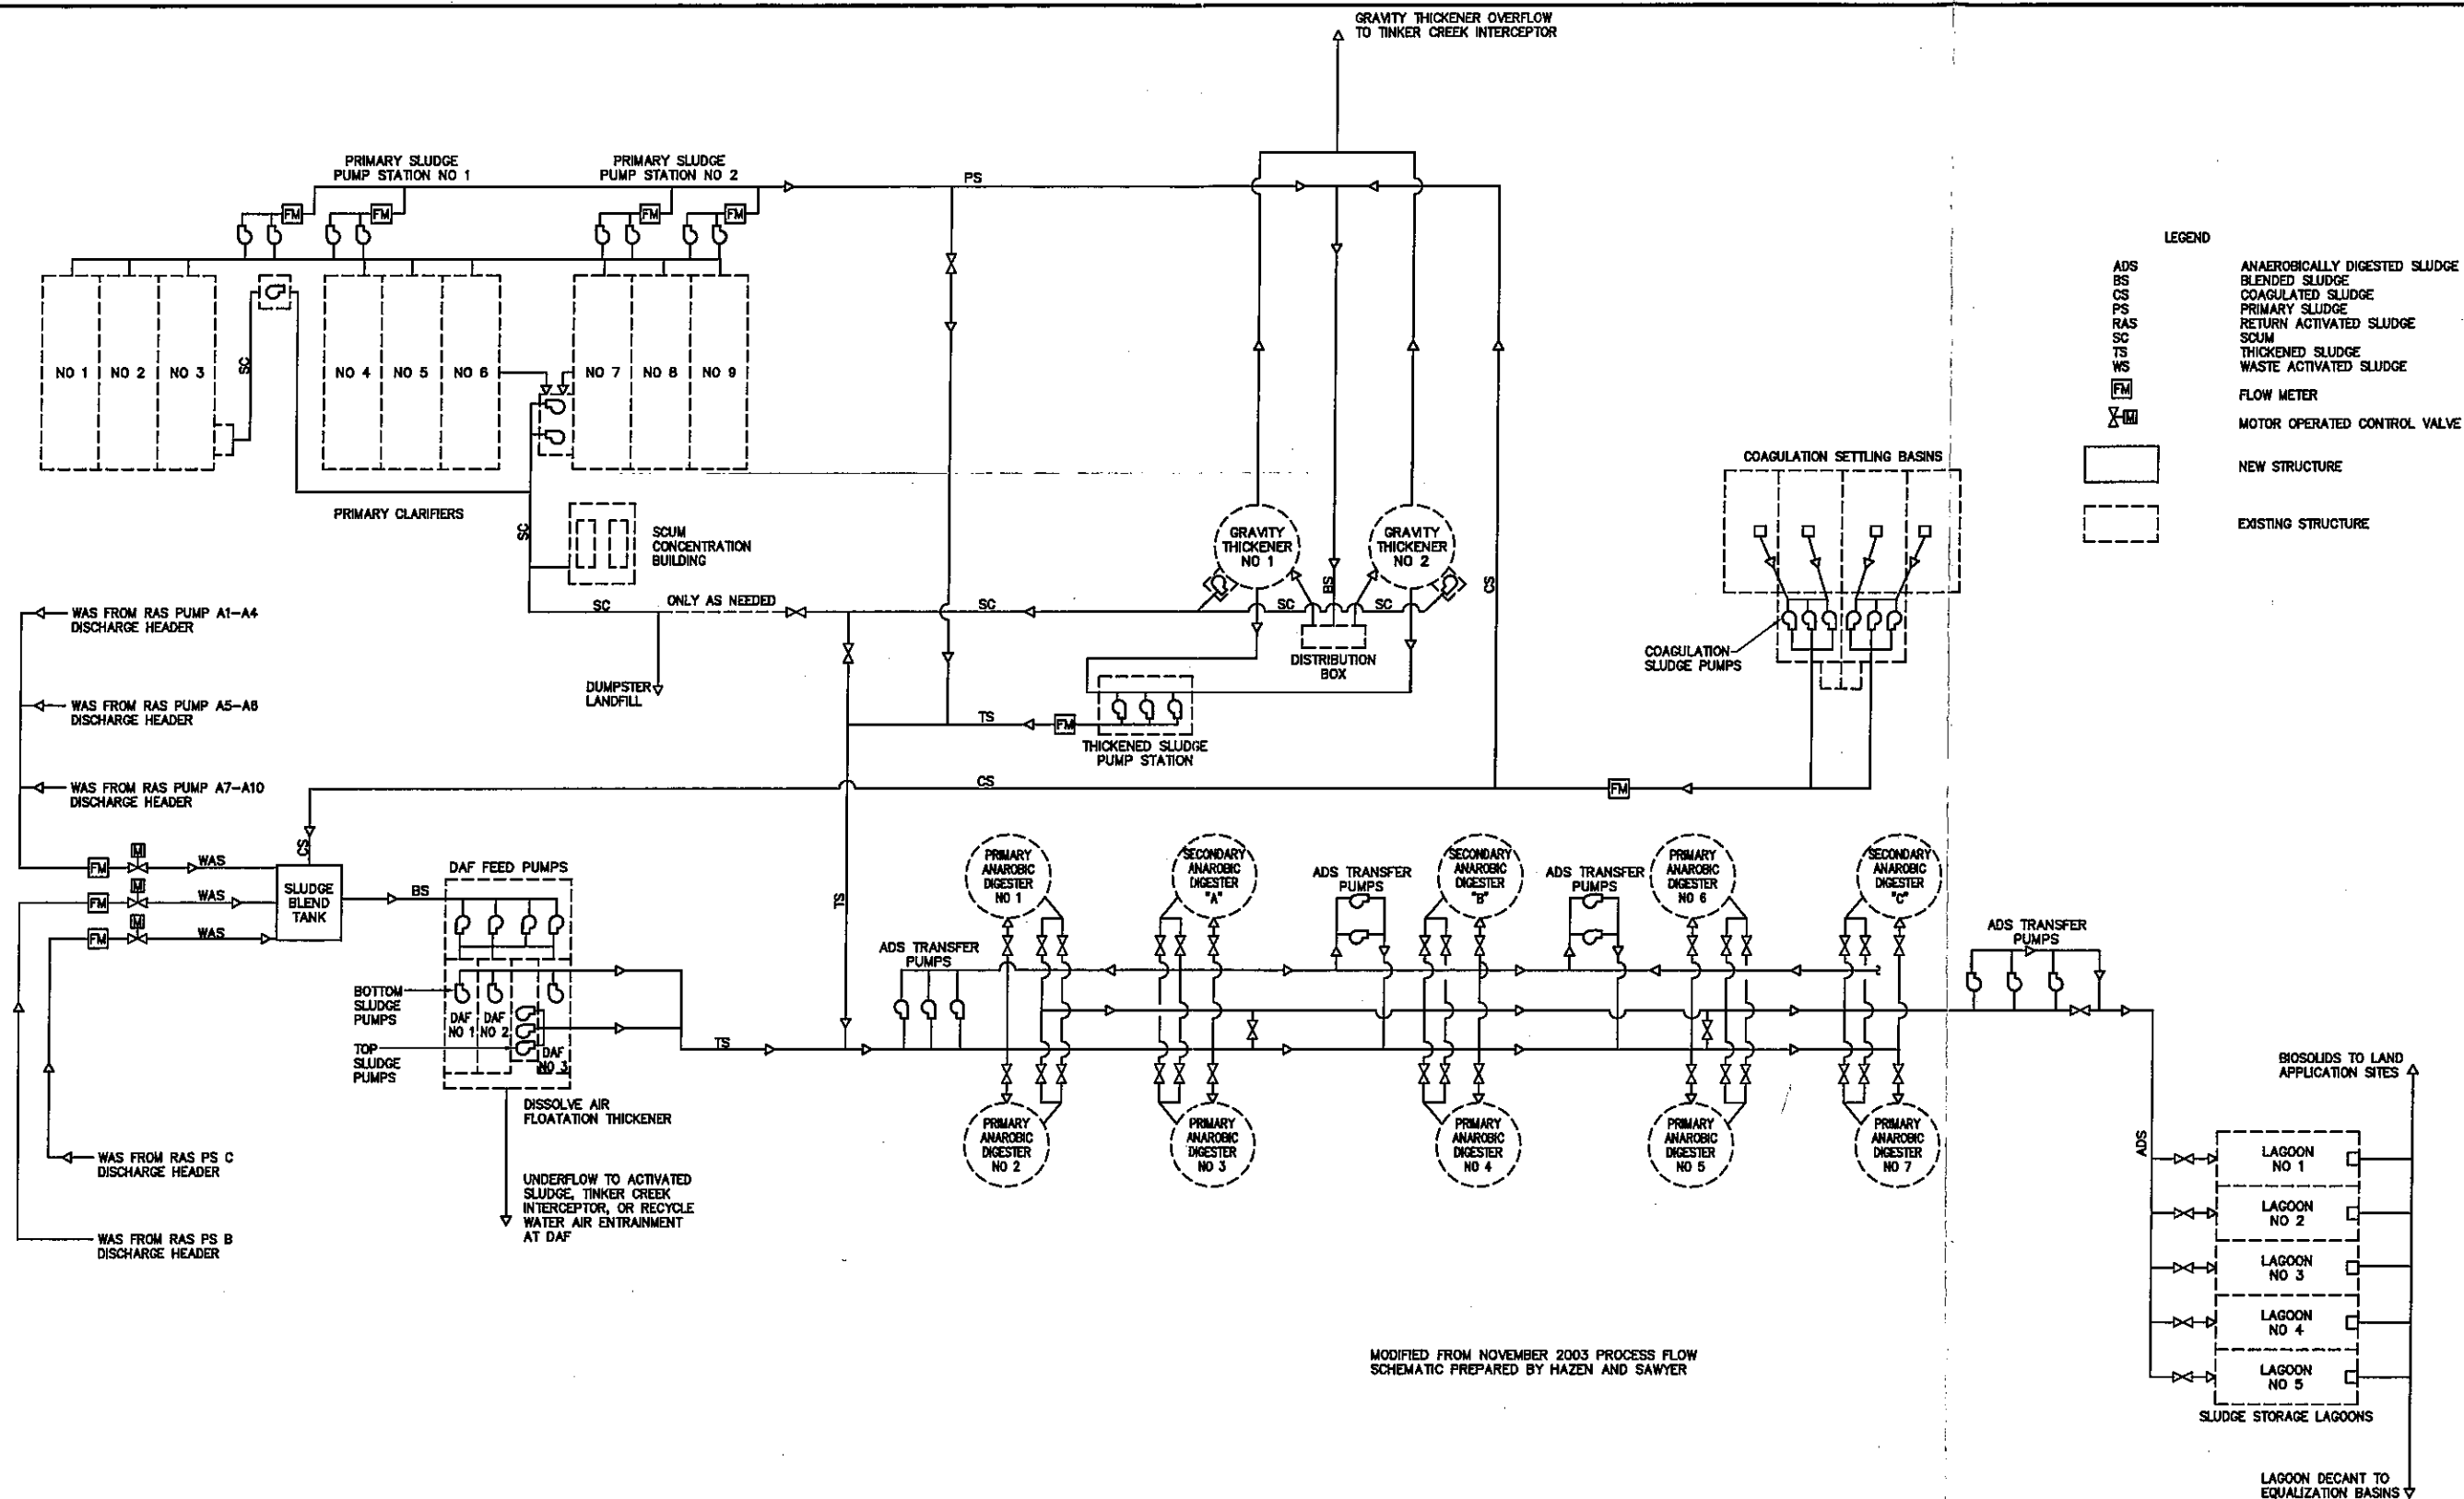 GRAVITY THICKENER OVERFLOW
TO TINKER CREEK INTERCEPTOR
PRIMARY SLUDGE
PUMP STATION NO 1
PRIMARY SLUDGE
PUMP STATION NO 2
PS
FM
FM
FM
FM
NO 1
NO 2
NO 3
SC
NO 4
NO 5
NO 6
NO 7
NO 8
NO 9
PRIMARY CLARIFIERS
SC
SCUM
CONCENTRATION
BUILDING
SC
ONLY AS NEEDED
SC
DUMPSTER
LANDFILL
GRAVITY
THICKENER
NO 1
GRAVITY
THICKENER
NO 2
BS
SC
SC
CS
DISTRIBUTION
BOX
TS
FM
THICKENED SLUDGE
PUMP STATION
CS
FM
COAGULATION SETTLING BASINS
COAGULATION
SLUDGE PUMPS
LEGEND
ADS ANAEROBICALLY DIGESTED SLUDGE
BS BLENDED SLUDGE
CS COAGULATED SLUDGE
PS PRIMARY SLUDGE
RAS RETURN ACTIVATED SLUDGE
SC SCUM
TS THICKENED SLUDGE
WS WASTE ACTIVATED SLUDGE
FM FLOW METER
M MOTOR OPERATED CONTROL VALVE
NEW STRUCTURE
EXISTING STRUCTURE
WAS FROM RAS PUMP A1-A4
DISCHARGE HEADER
WAS FROM RAS PUMP A5-A6
DISCHARGE HEADER
WAS FROM RAS PUMP A7-A10
DISCHARGE HEADER
FM
M
WAS
FM
M
WAS
FM
M
WAS
CS
SLUDGE
BLEND
TANK
BS
DAF FEED PUMPS
BOTTOM
SLUDGE
PUMPS
DAF
NO 1
DAF
NO 2
DAF
NO 3
TOP
SLUDGE
PUMPS
DISSOLVE AIR
FLOATATION THICKENER
UNDERFLOW TO ACTIVATED
SLUDGE, TINKER CREEK
INTERCEPTOR, OR RECYCLE
WATER AIR ENTRAINMENT
AT DAF
WAS FROM RAS PS C
DISCHARGE HEADER
WAS FROM RAS PS B
DISCHARGE HEADER
TS
TS
ADS TRANSFER
PUMPS
PRIMARY
ANAROBIC
DIGESTER
NO 1
SECONDARY
ANAROBIC
DIGESTER
"A"
ADS TRANSFER
PUMPS
SECONDARY
ANAROBIC
DIGESTER
"B"
ADS TRANSFER
PUMPS
PRIMARY
ANAROBIC
DIGESTER
NO 6
SECONDARY
ANAROBIC
DIGESTER
"C"
ADS TRANSFER
PUMPS
PRIMARY
ANAROBIC
DIGESTER
NO 2
PRIMARY
ANAROBIC
DIGESTER
NO 3
PRIMARY
ANAROBIC
DIGESTER
NO 4
PRIMARY
ANAROBIC
DIGESTER
NO 5
PRIMARY
ANAROBIC
DIGESTER
NO 7
ADS
BIOSOLIDS TO LAND
APPLICATION SITES
LAGOON
NO 1
LAGOON
NO 2
LAGOON
NO 3
LAGOON
NO 4
LAGOON
NO 5
SLUDGE STORAGE LAGOONS
LAGOON DECANT TO
EQUALIZATION BASINS
MODIFIED FROM NOVEMBER 2003 PROCESS FLOW
SCHEMATIC PREPARED BY HAZEN AND SAWYER